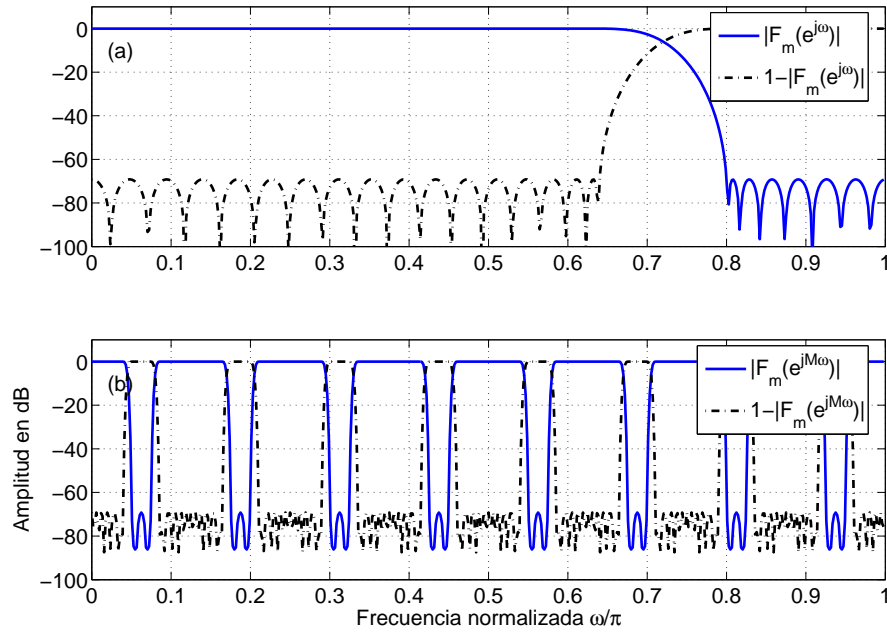 0
−20
−40
−60
−80
−100
(a)
|F_m(e^{jω})|
1−|F_m(e^{jω})|
0 0.1 0.2 0.3 0.4 0.5 0.6 0.7 0.8 0.9 1
Amplitud en dB
0
−20
−40
−60
−80
−100
(b)
|F_m(e^{jMω})|
1−|F_m(e^{jMω})|
0 0.1 0.2 0.3 0.4 0.5 0.6 0.7 0.8 0.9 1
Frecuencia normalizada ω/π